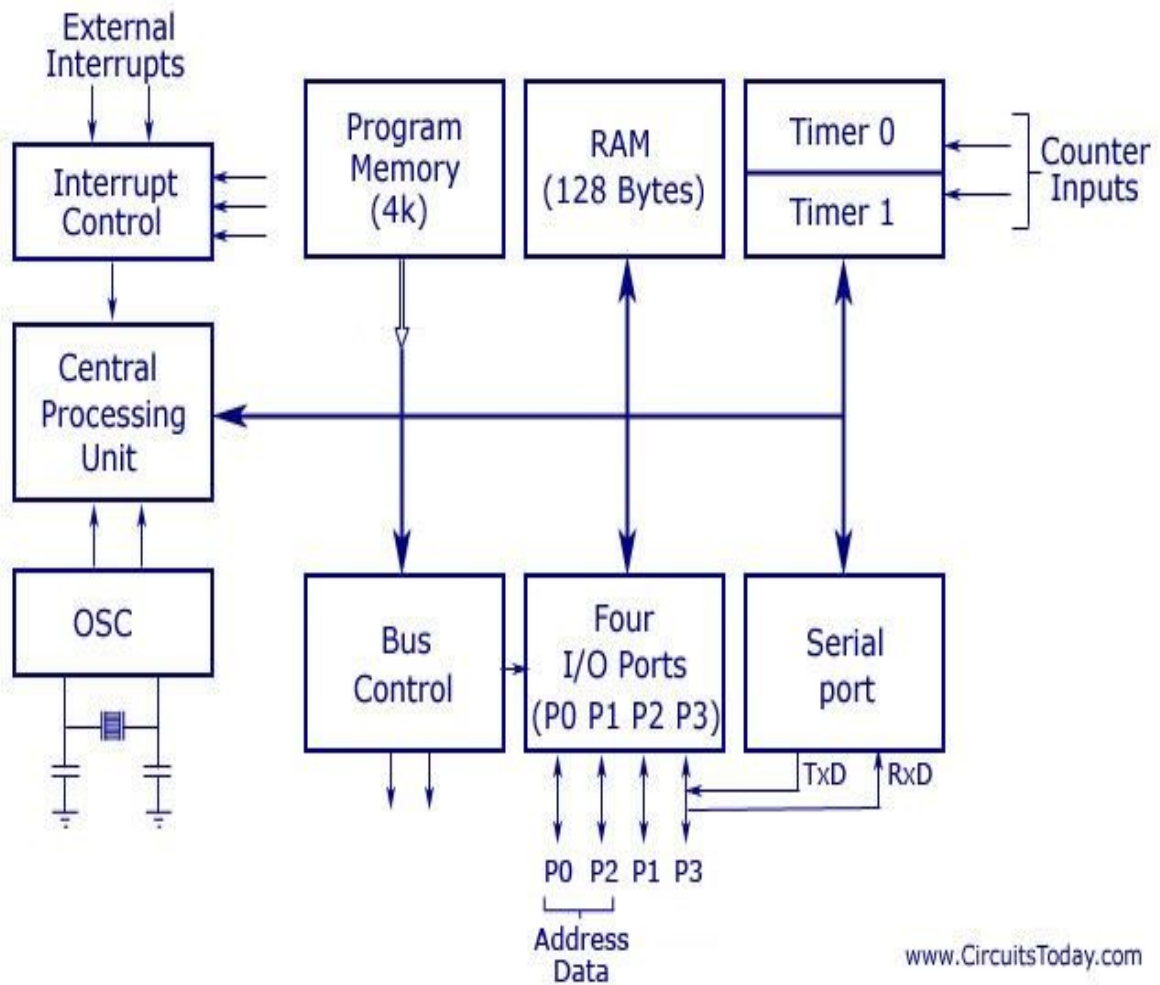 External
Interrupts
Interrupt
Control
Program
Memory
(4k)
RAM
(128 Bytes)
Timer 0
Timer 1
Counter
Inputs
Central
Processing
Unit
OSC
Bus
Control
Four
I/O Ports
(P0 P1 P2 P3)
Serial
port
TxD
RxD
P0 P2 P1 P3
Address
Data
www.CircuitsToday.com